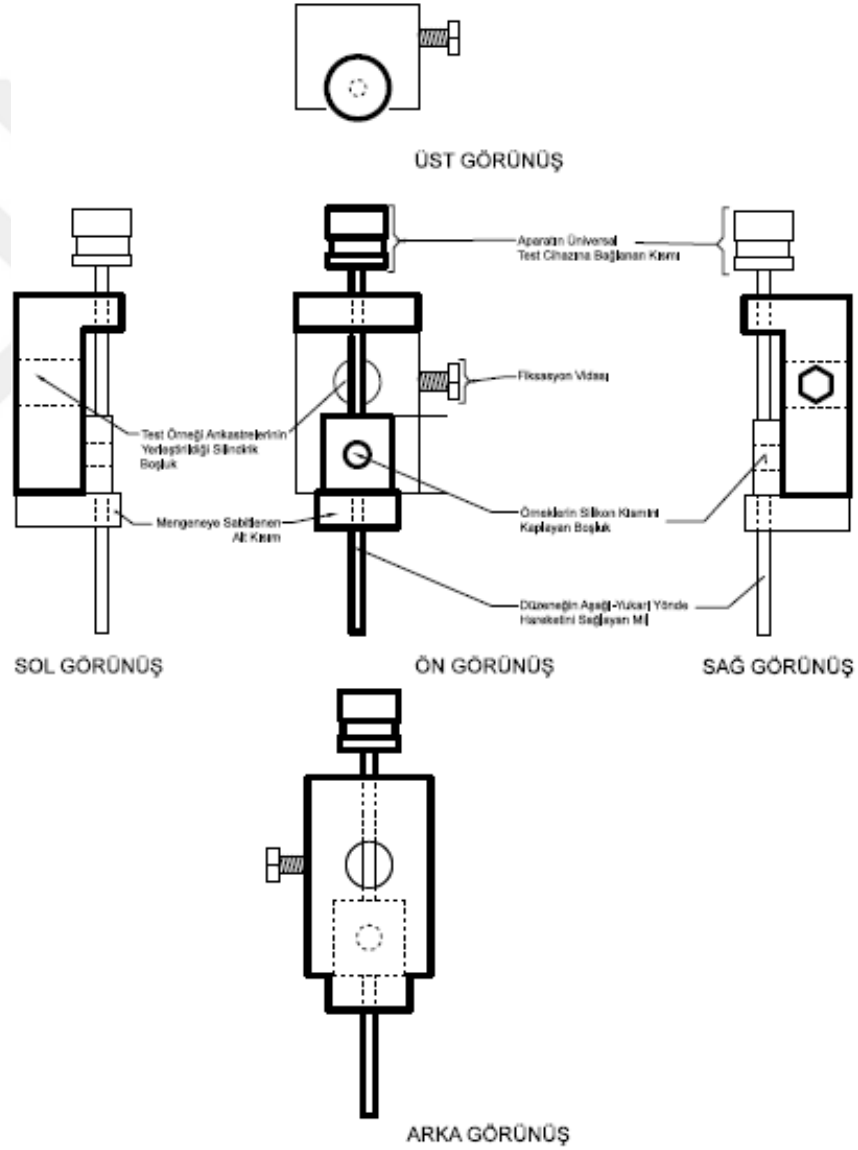 ÜST GÖRÜNÜŞ
Aparatın Üniversal
Test Cihazına Bağlanan Kısmı
Fiksasyon Vidası
Test Örneği Ankastrelerinin
Yerleştirildiği Silindirik
Boşluk
Mengeneye Sabitlenen
Alt Kısım
Örneklerin Silikon Kısmını
Kaplayan Boşluk
Düzeneğin Aşağı-Yukarı Yönde
Hareketini Sağlayan Mil
SOL GÖRÜNÜŞ
ÖN GÖRÜNÜŞ
SAĞ GÖRÜNÜŞ
ARKA GÖRÜNÜŞ